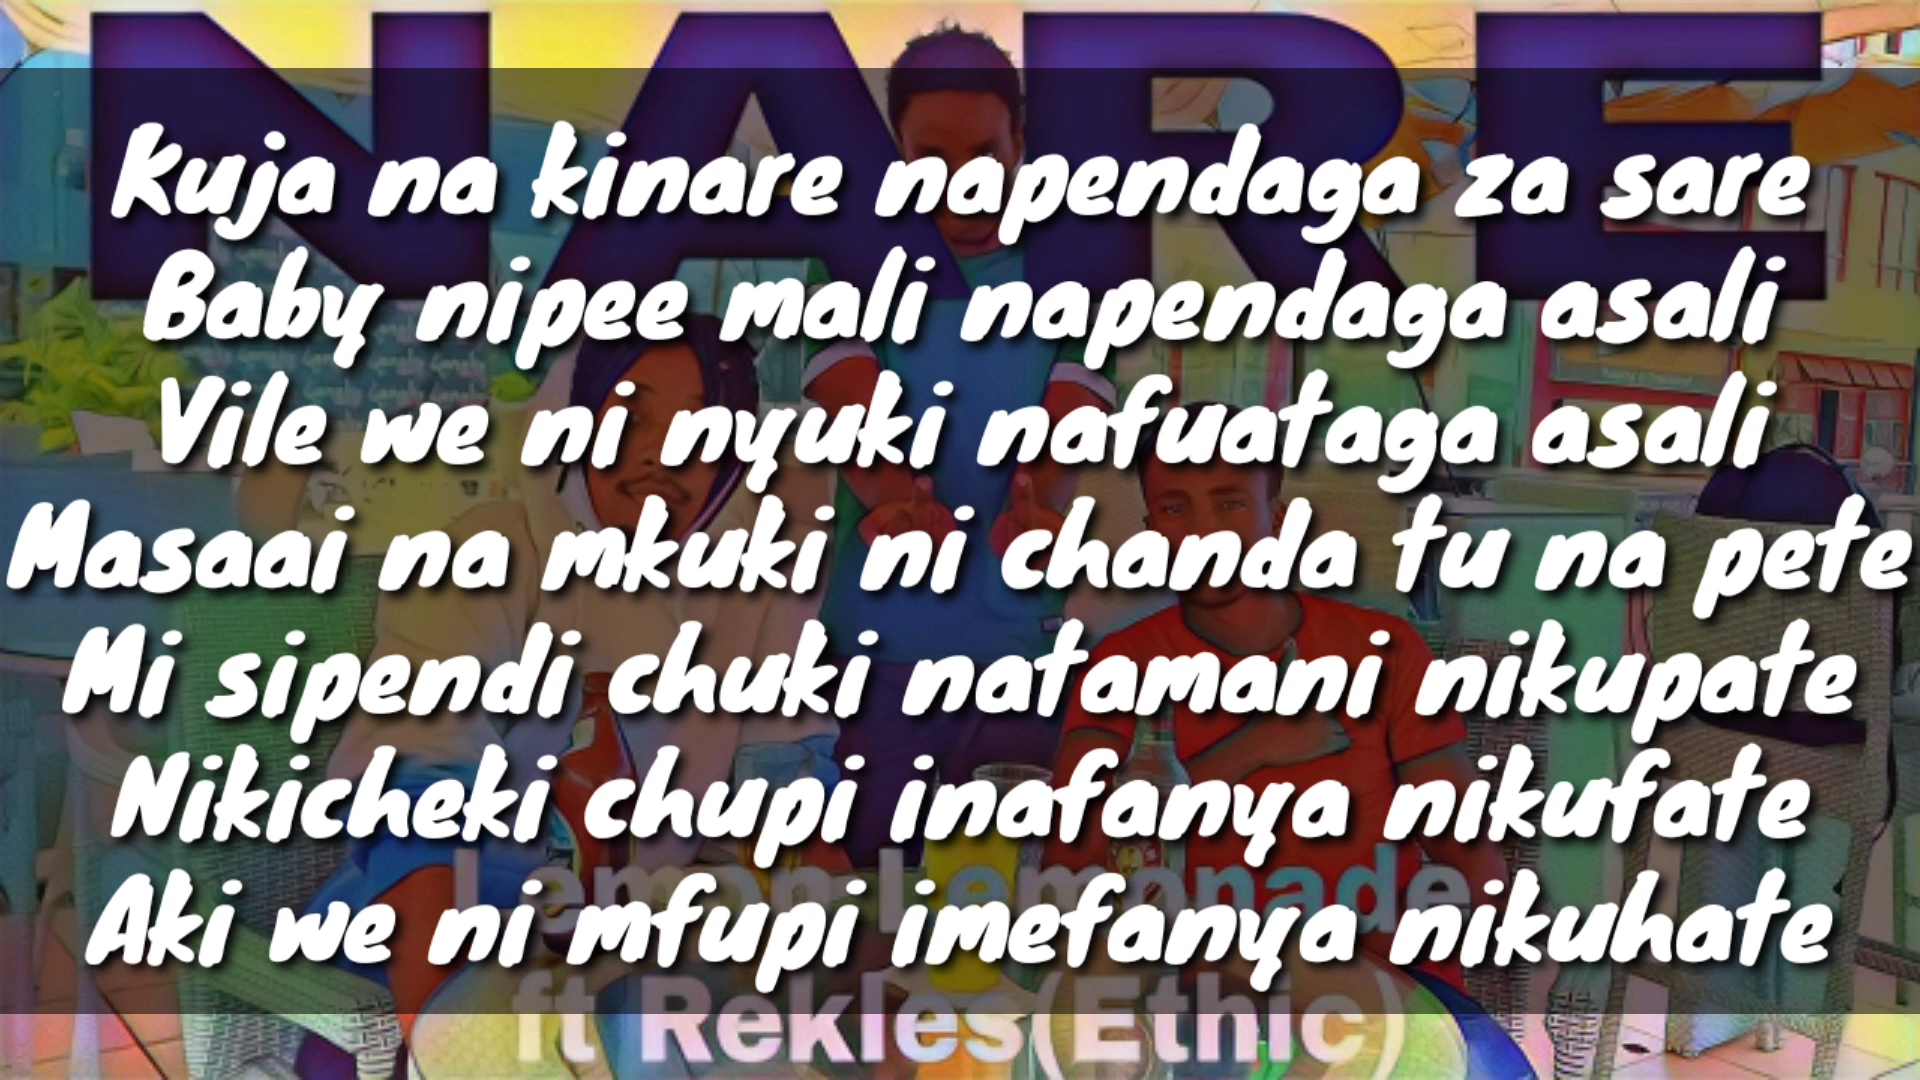 NARE
Kuja na kinare napendaga za sare
Baby nipee mali napendaga asali
Vile we ni nyuki nafuataga asali
Masaai na mkuki ni chanda tu na pete
Mi sipendi chuki natamani nikupate
Nikicheki chupi inafanya nikufate
Aki we ni mfupi imefanya nikuhate
Lemon Lemonade
ft Rekles(Ethic)